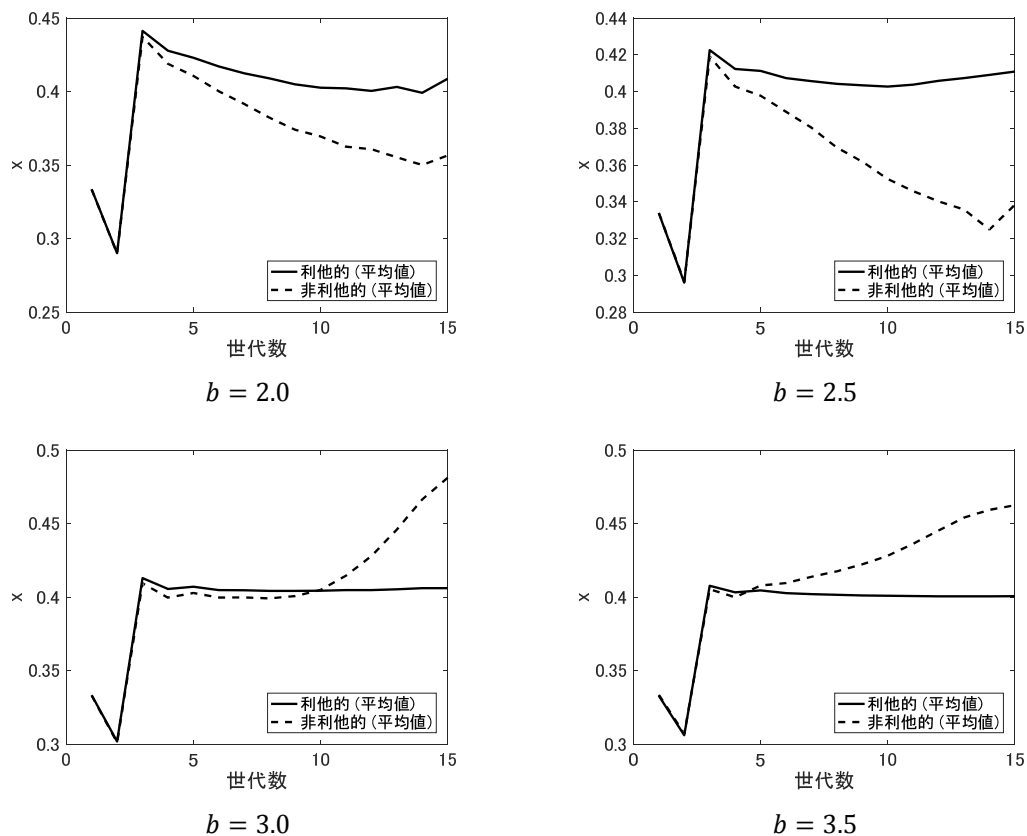 0.45
0.4
0.35
0.3
0.25
x
0
5
10
15
世代数
利他的 (平均値)
非利他的 (平均値)
b = 2.0
0.44
0.42
0.4
0.38
0.36
0.34
0.32
0.3
0.28
x
0
5
10
15
世代数
利他的 (平均値)
非利他的 (平均値)
b = 2.5
0.5
0.45
0.4
0.35
0.3
x
0
5
10
15
世代数
利他的 (平均値)
非利他的 (平均値)
b = 3.0
0.5
0.45
0.4
0.35
0.3
x
0
5
10
15
世代数
利他的 (平均値)
非利他的 (平均値)
b = 3.5